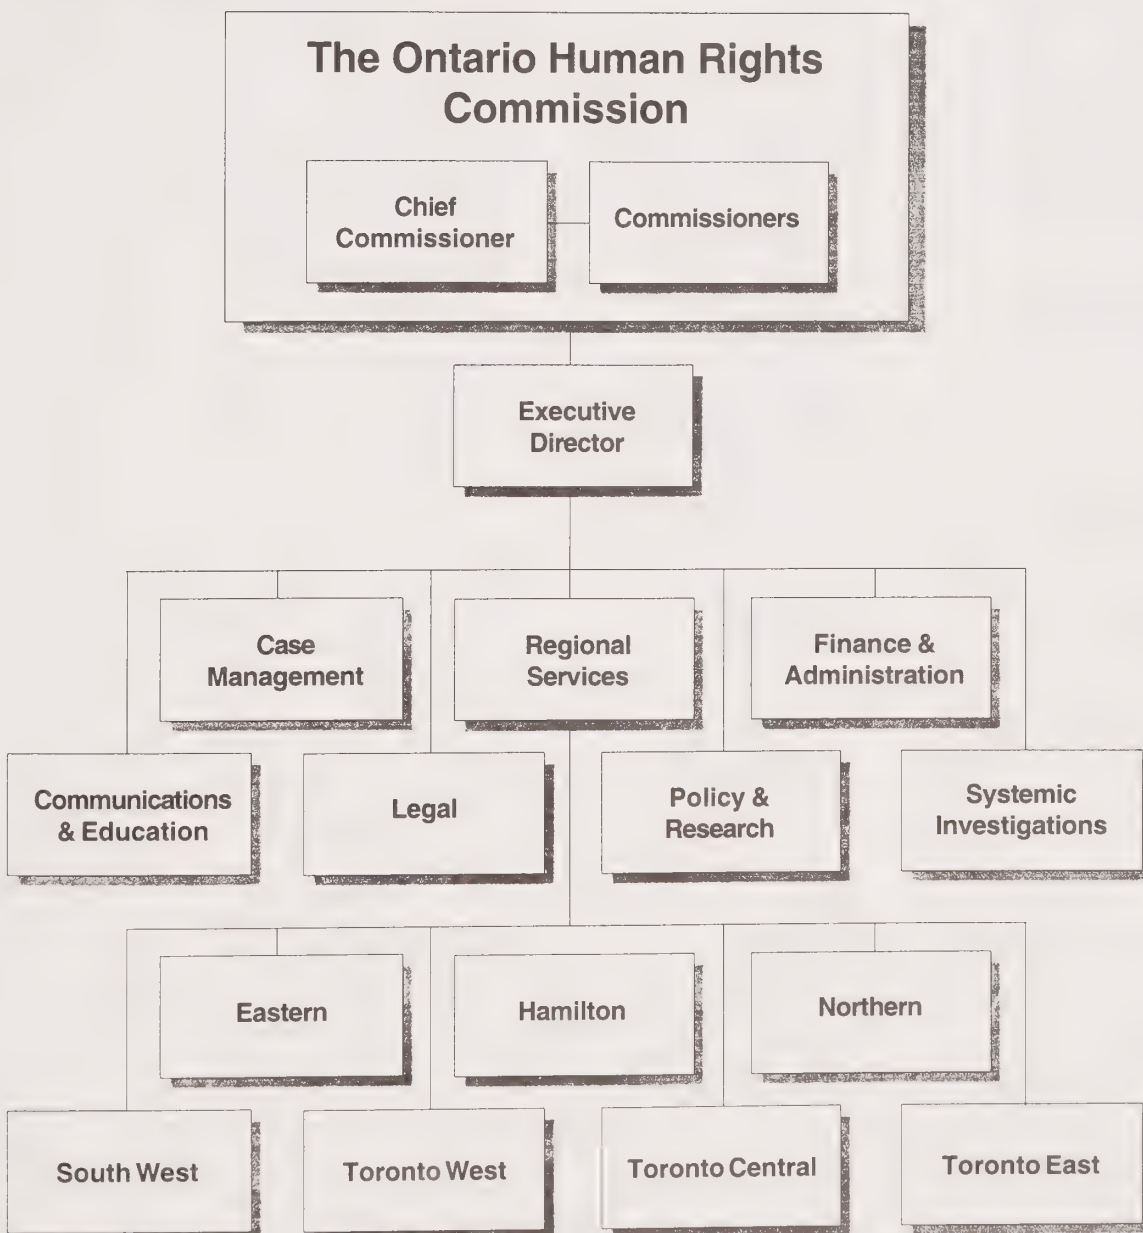 The Ontario Human Rights
Commission
Chief
Commissioner
Commissioners
Executive
Director
Case
Management
Regional
Services
Finance &
Administration
Communications
& Education
Legal
Policy &
Research
Systemic
Investigations
Eastern
Hamilton
Northern
South West
Toronto West
Toronto Central
Toronto East